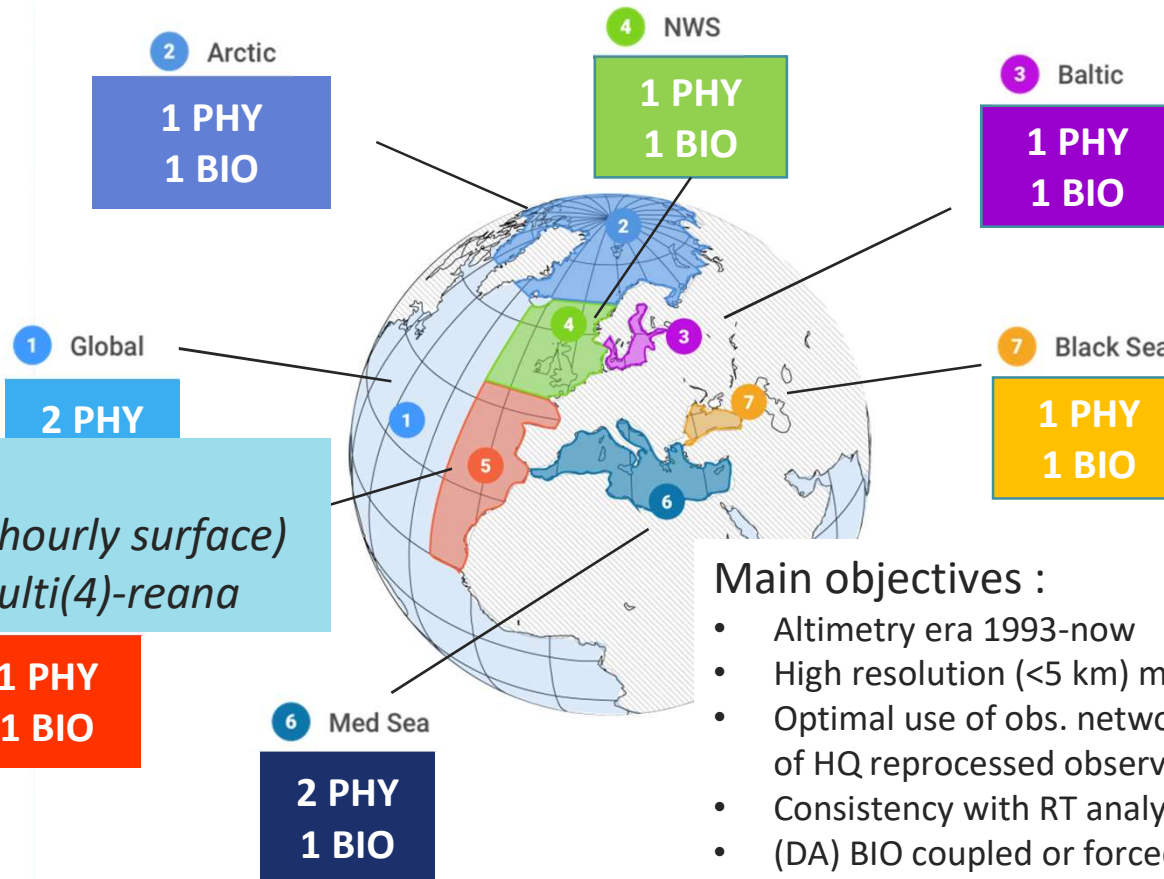 4 NWS
2 Arctic
1 PHY
1 BIO
3 Baltic
1 PHY
1 BIO
1 PHY
1 BIO
2
4
3
1 Global
7 Black Sea
2 PHY
1 PHY
1 BIO
7
1
5
6
hourly surface)
ulti(4)-reana
Main objectives :
• Altimetry era 1993-now
• High resolution (<5 km) m
• Optimal use of obs. netwo
of HQ reprocessed observ
• Consistency with RT analy
• (DA) BIO coupled or force
1 PHY
1 BIO
6 Med Sea
2 PHY
1 BIO